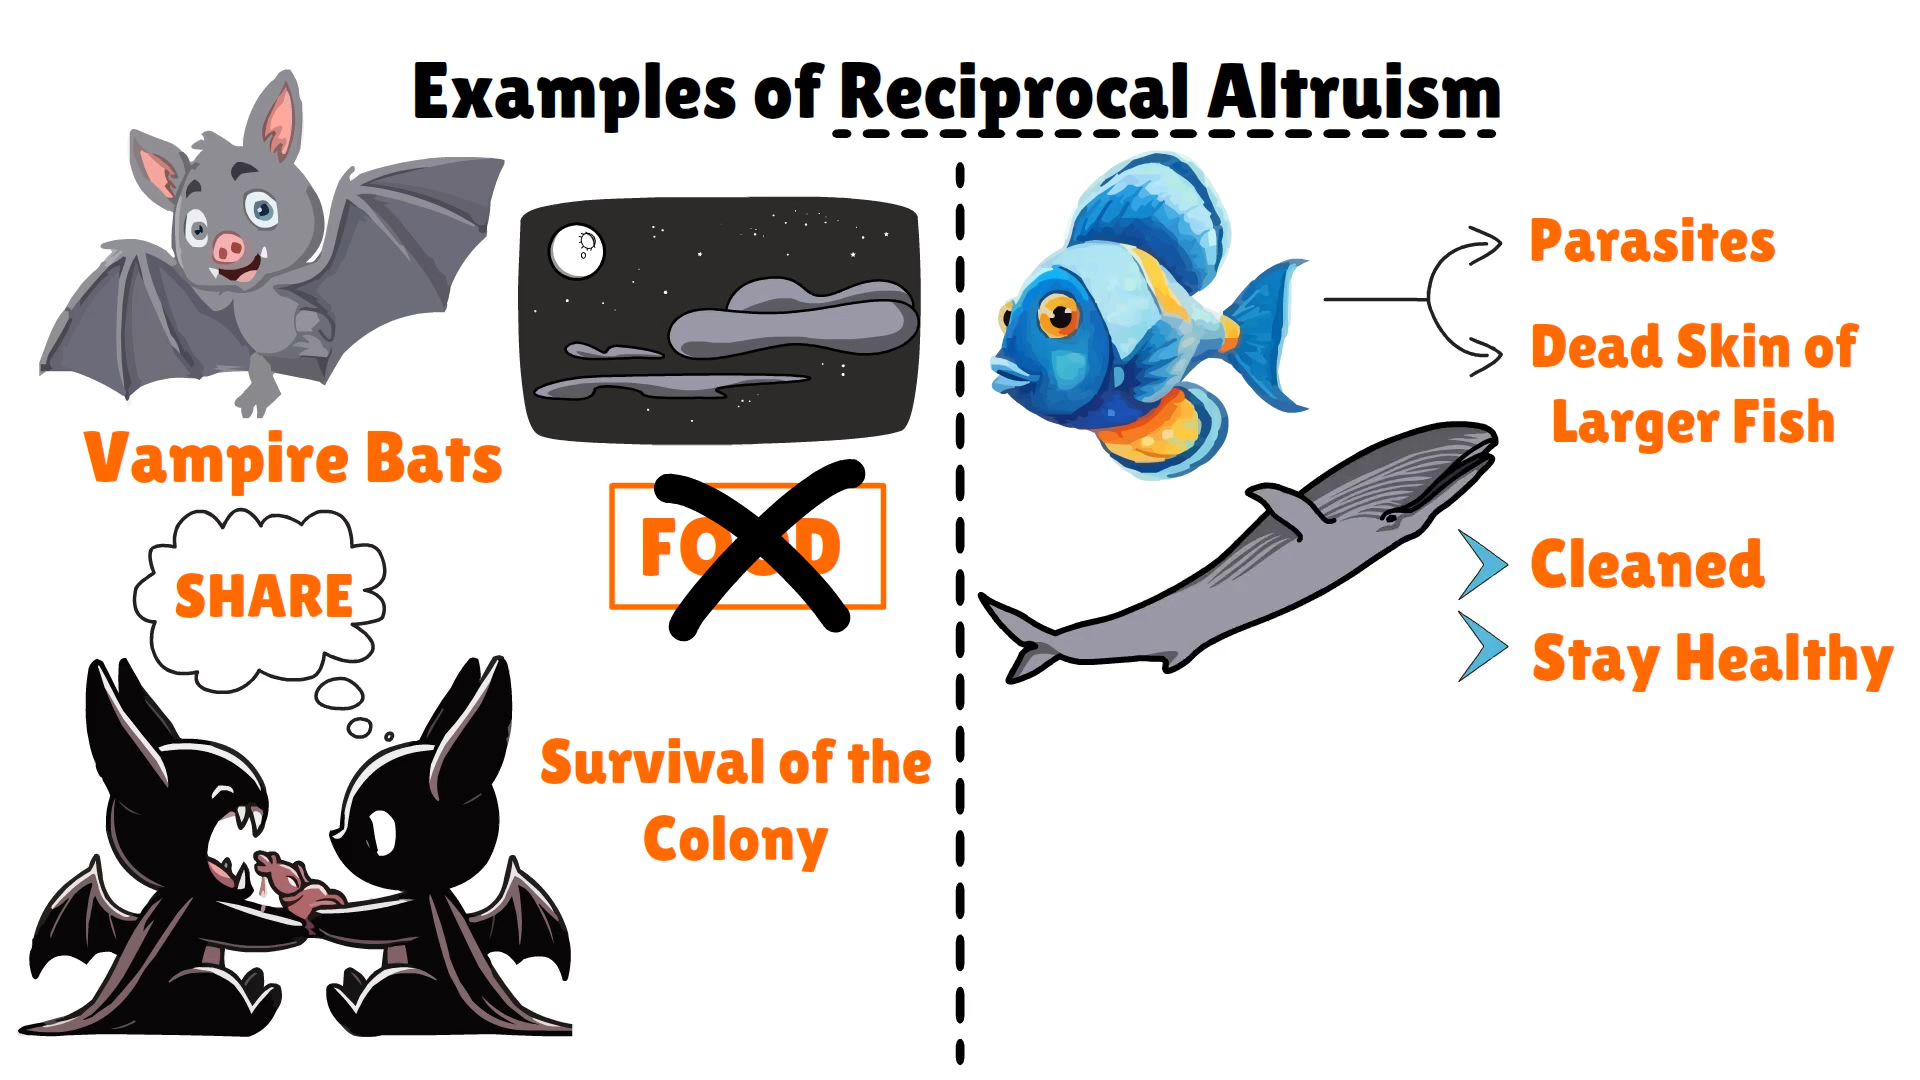 Examples of Reciprocal Altruism
Vampire Bats
SHARE
FOOD
Survival of the
Colony
Parasites
Dead Skin of
Larger Fish
Cleaned
Stay Healthy